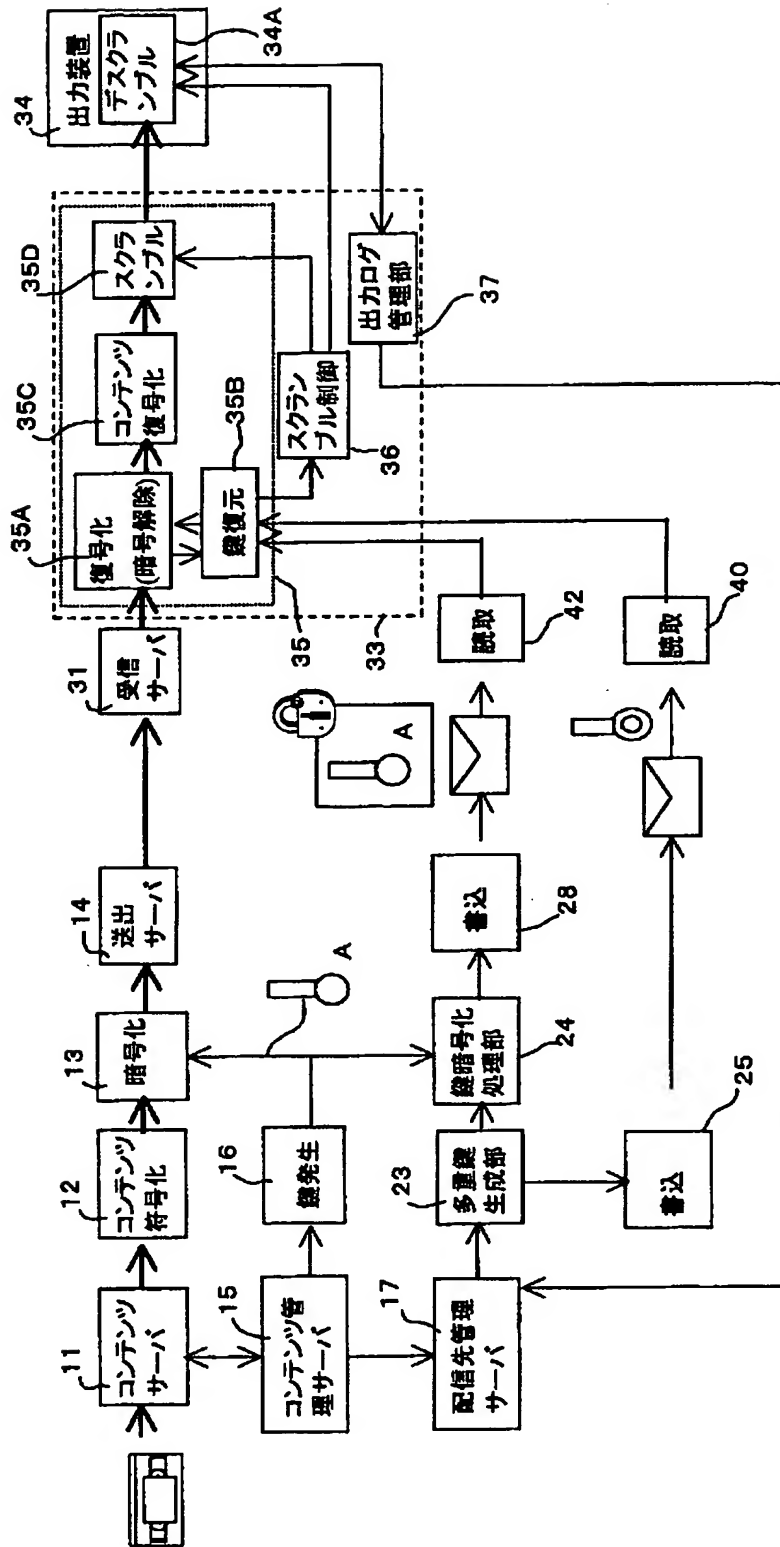 11
コンテンツ
サーバ
12
コンテンツ
符号化
13
暗号化
14
送出
サーバ
31
受信
サーバ
35A
復号化
(暗号解除)
35C
コンテンツ
復号化
35D
スクラ
ンブル
34
出力装置
デスクラ
ンブル
34A
35B
鍵復元
スクラン
ブル制御
36
出力ログ
管理部
37
35
33
15
コンテンツ管
理サーバ
16
鍵発生
A
A
17
配信先管理
サーバ
23
多重鍵
生成部
鍵暗号化
処理部
24
書込
28
読取
42
25
書込
読取
40